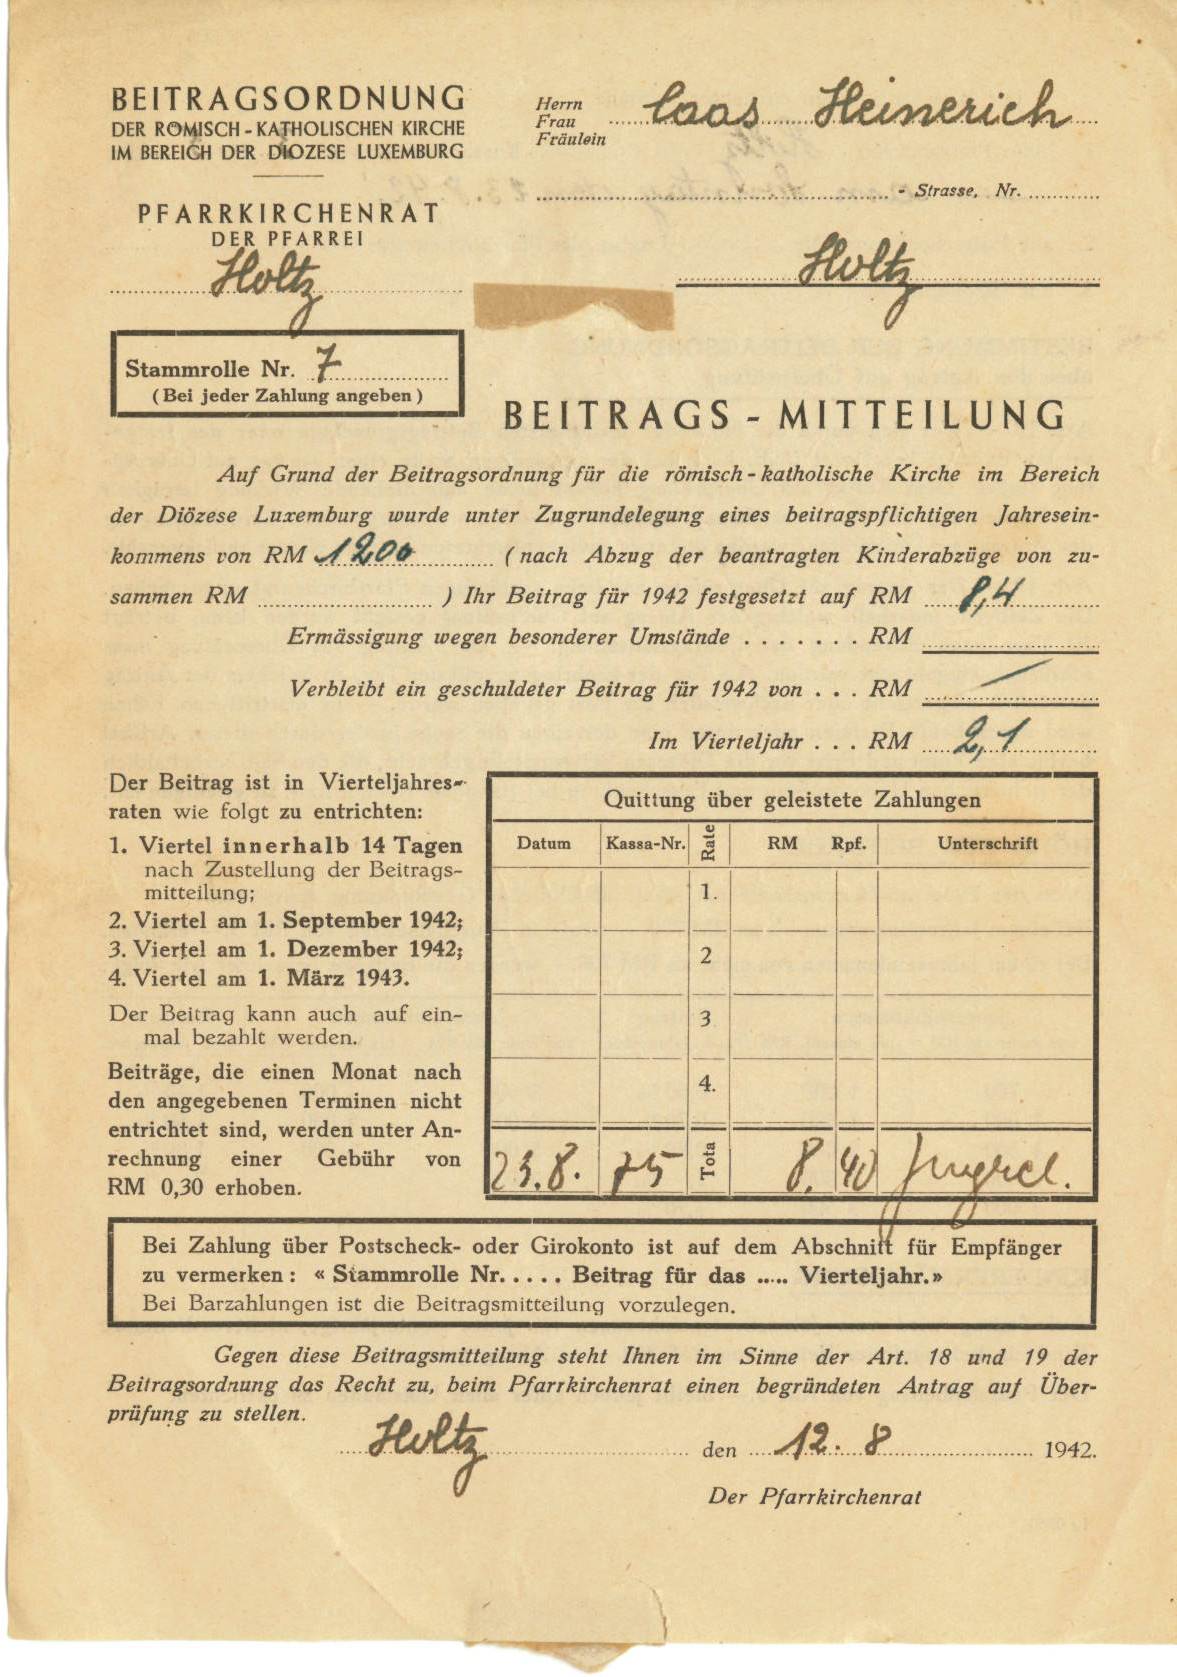 BEITRAGSORDNUNG
DER RÖMISCH-KATHOLISCHEN KIRCHE
IM BEREICH DER DIÖZESE LUXEMBURG
PFARRKIRCHENRAT
DER PFARREI
Holtz
Herrn
Frau
Fräulein
Caas Heinerich
- Strasse, Nr.
Holtz
Stammrolle Nr. 7
(Bei jeder Zahlung angeben)
BEITRAGS - MITTEILUNG
Auf Grund der Beitragsordnung für die römisch-katholische Kirche im Bereich
der Diözese Luxemburg wurde unter Zugrundelegung eines beitragspflichtigen Jahresein-
kommens von RM 1200 (nach Abzug der beantragten Kinderabzüge von zu-
sammen RM ) Ihr Beitrag für 1942 festgesetzt auf RM 8,4
Ermässigung wegen besonderer Umstände . . . . . . . RM
Verbleibt ein geschuldeter Beitrag für 1942 von . . . RM —
Im Vierteljahr . . . RM 2,1
Der Beitrag ist in Vierteljahres-
raten wie folgt zu entrichten:
1. Viertel innerhalb 14 Tagen
nach Zustellung der Beitrags-
mitteilung;
2. Viertel am 1. September 1942;
3. Viertel am 1. Dezember 1942;
4. Viertel am 1. März 1943.
Der Beitrag kann auch auf ein-
mal bezahlt werden.
Beiträge, die einen Monat nach
den angegebenen Terminen nicht
entrichtet sind, werden unter An-
rechnung einer Gebühr von
RM 0,30 erhoben.
Quittung über geleistete Zahlungen
Datum Kassa-Nr. Rate RM Rpf. Unterschrift
1.
2
3
4.
23.8. 75 Tota 8. 40
Bei Zahlung über Postscheck- oder Girokonto ist auf dem Abschnitt für Empfänger
zu vermerken: « Stammrolle Nr. . . . . . Beitrag für das ..... Vierteljahr.»
Bei Barzahlungen ist die Beitragsmitteilung vorzulegen.
Gegen diese Beitragsmitteilung steht Ihnen im Sinne der Art. 18 und 19 der
Beitragsordnung das Recht zu, beim Pfarrkirchenrat einen begründeten Antrag auf Über-
prüfung zu stellen.
Holtz den 12. 8 1942.
Der Pfarrkirchenrat